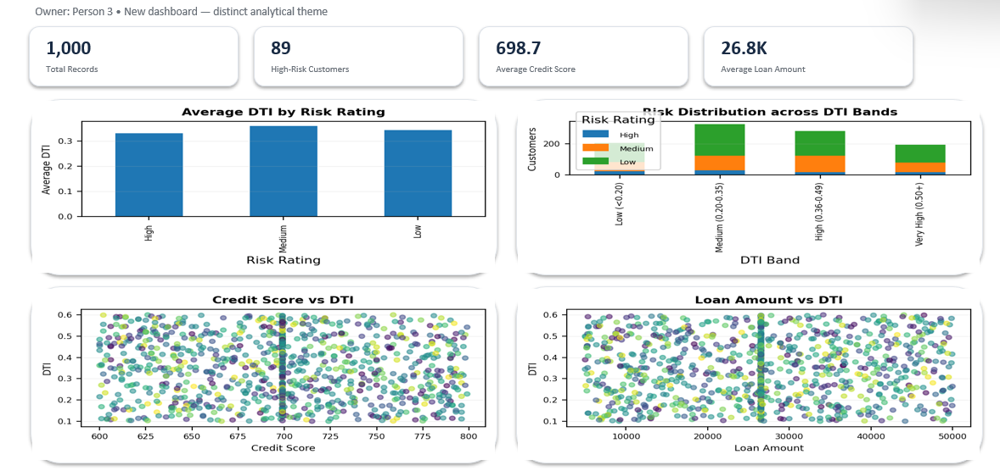 Owner: Person 3 • New dashboard — distinct analytical theme
1,000
Total Records
89
High-Risk Customers
698.7
Average Credit Score
26.8K
Average Loan Amount
Average DTI by Risk Rating
Average DTI
0.3
0.2
0.1
0.0
High
Medium
Low
Risk Rating
Risk Distribution across DTI Bands
Customers
200
0
Risk Rating
High
Medium
Low
Low (<0.20)
Medium (0.20-0.35)
High (0.36-0.49)
Very High (0.50+)
DTI Band
Credit Score vs DTI
DTI
0.6
0.5
0.4
0.3
0.2
0.1
600 625 650 675 700 725 750 775 800
Credit Score
Loan Amount vs DTI
DTI
0.6
0.5
0.4
0.3
0.2
0.1
10000 20000 30000 40000 50000
Loan Amount